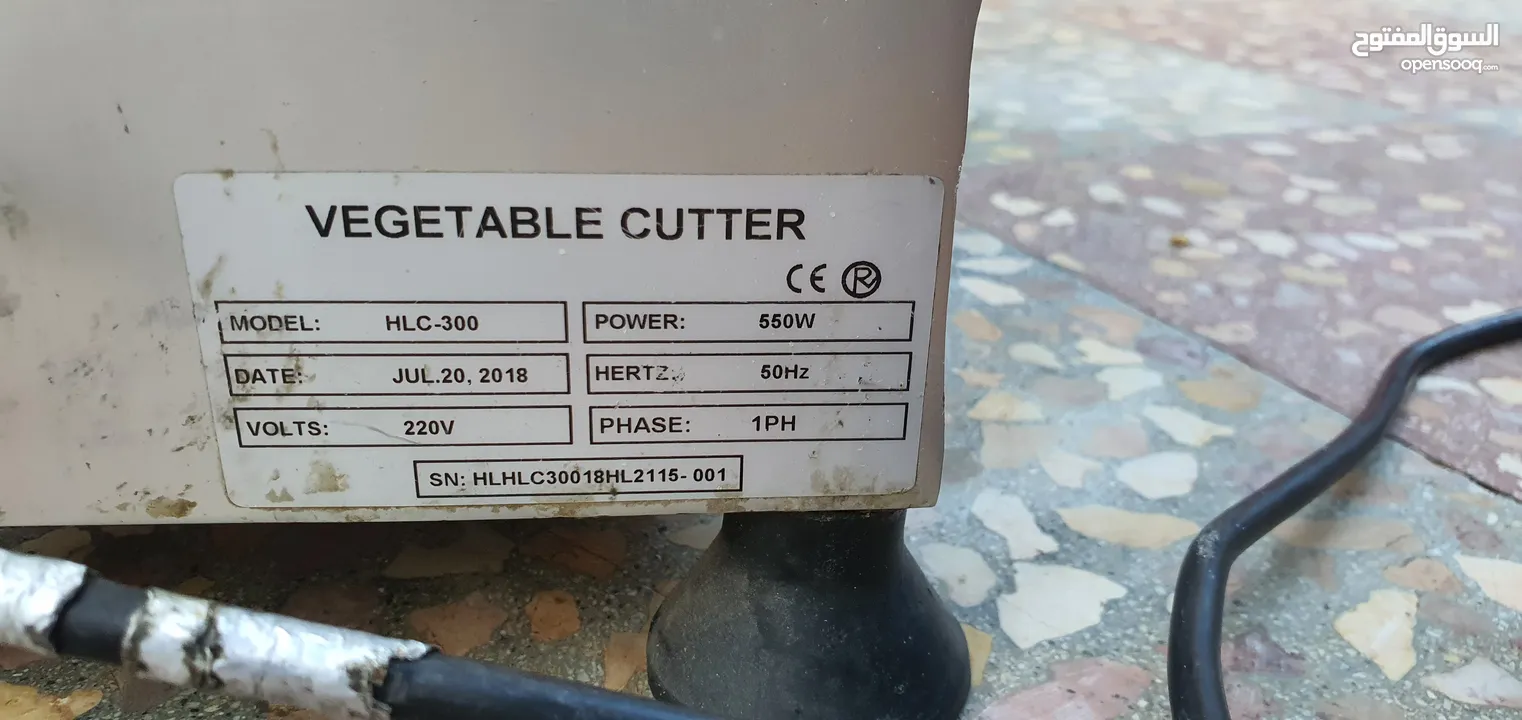 السوق المفتوح
opensooq.com
VEGETABLE CUTTER
CE R
MODEL: HLC-300
POWER: 550W
DATE: JUL.20, 2018
HERTZ: 50Hz
VOLTS: 220V
PHASE: 1PH
SN: HLHLC30018HL2115-001